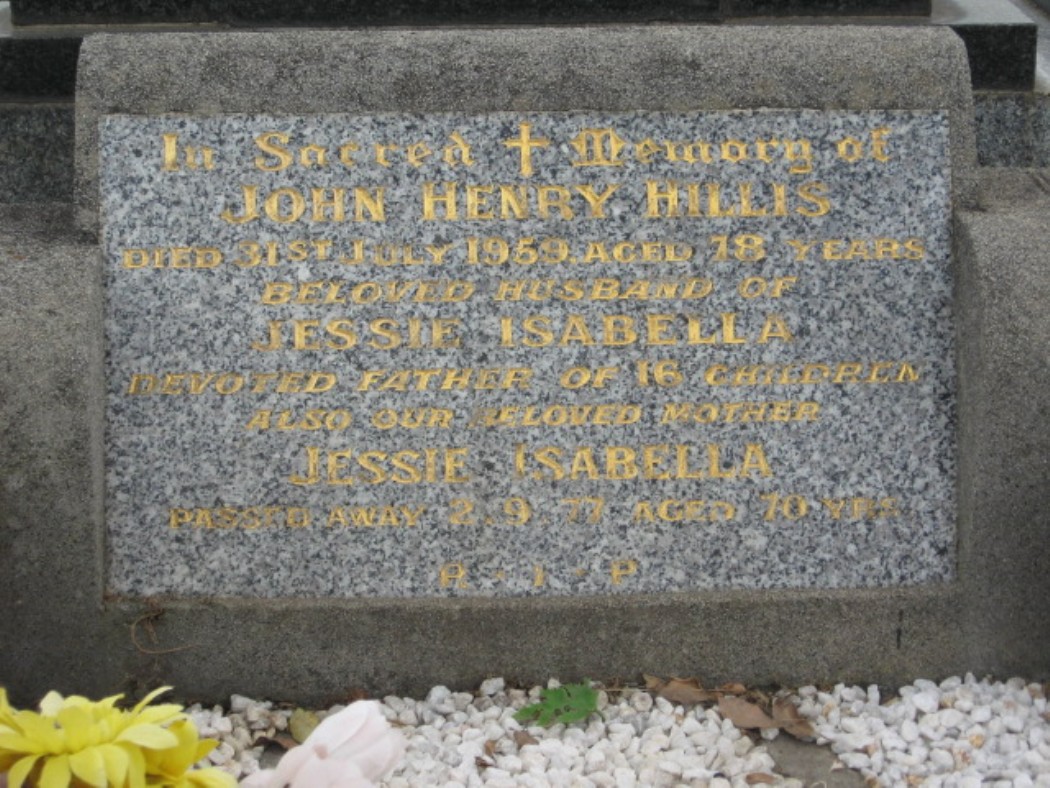 In Sacred ✝ Memory of
JOHN HENRY HILLIS
DIED 31ST JULY 1959. AGED 78 YEARS
BELOVED HUSBAND OF
JESSIE ISABELLA
DEVOTED FATHER OF 16 CHILDREN
ALSO OUR BELOVED MOTHER
JESSIE ISABELLA
PASSED AWAY 2.9.77 AGED 70 YRS
R · I · P